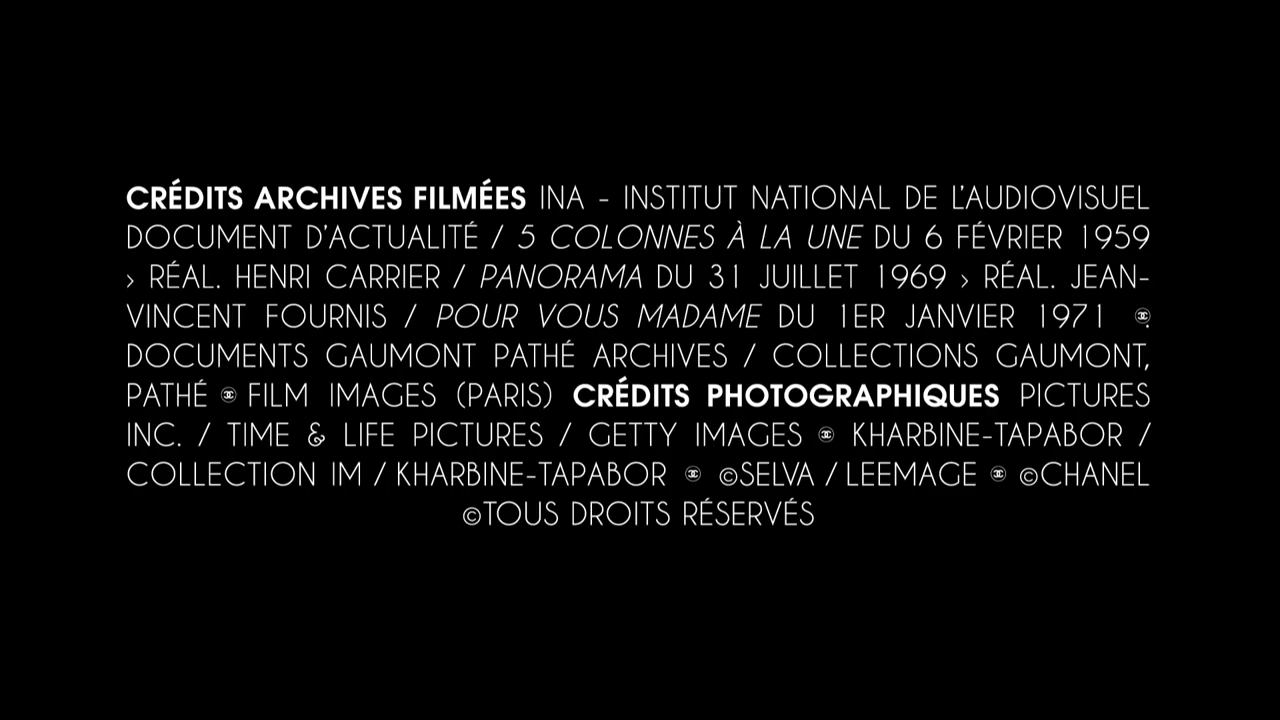 CRÉDITS ARCHIVES FILMÉES INA - INSTITUT NATIONAL DE L'AUDIOVISUEL
DOCUMENT D'ACTUALITÉ / 5 COLONNES À LA UNE DU 6 FÉVRIER 1959
› RÉAL. HENRI CARRIER / PANORAMA DU 31 JUILLET 1969 › RÉAL. JEAN-
VINCENT FOURNIS / POUR VOUS MADAME DU 1ER JANVIER 1971
DOCUMENTS GAUMONT PATHÉ ARCHIVES / COLLECTIONS GAUMONT,
PATHÉ FILM IMAGES (PARIS) CRÉDITS PHOTOGRAPHIQUES PICTURES
INC. / TIME & LIFE PICTURES / GETTY IMAGES KHARBINE-TAPABOR /
COLLECTION IM / KHARBINE-TAPABOR ©SELVA / LEEMAGE ©CHANEL
©TOUS DROITS RÉSERVÉS